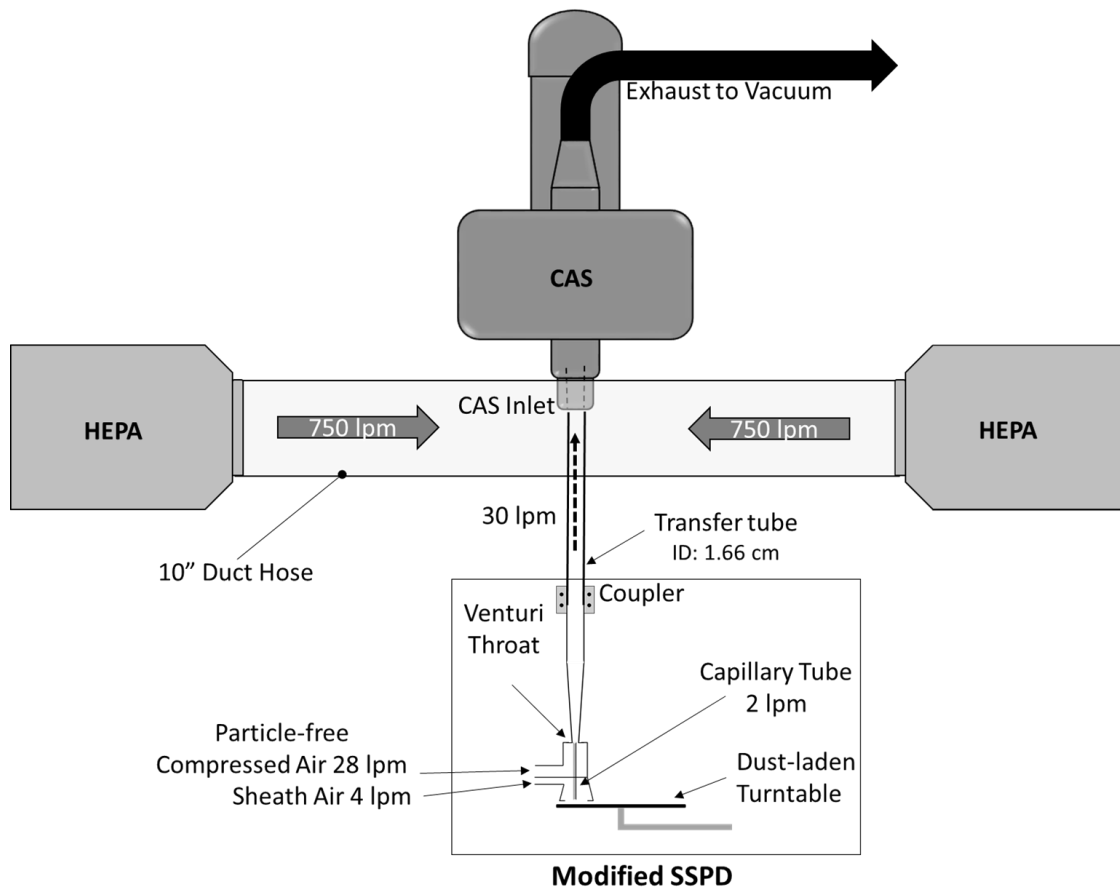 Exhaust to Vacuum
CAS
CAS Inlet
HEPA
750 lpm
750 lpm
HEPA
30 lpm
Transfer tube
ID: 1.66 cm
10” Duct Hose
Coupler
Venturi
Throat
Capillary Tube
2 lpm
Particle-free
Compressed Air 28 lpm
Sheath Air 4 lpm
Dust-laden
Turntable
Modified SSPD